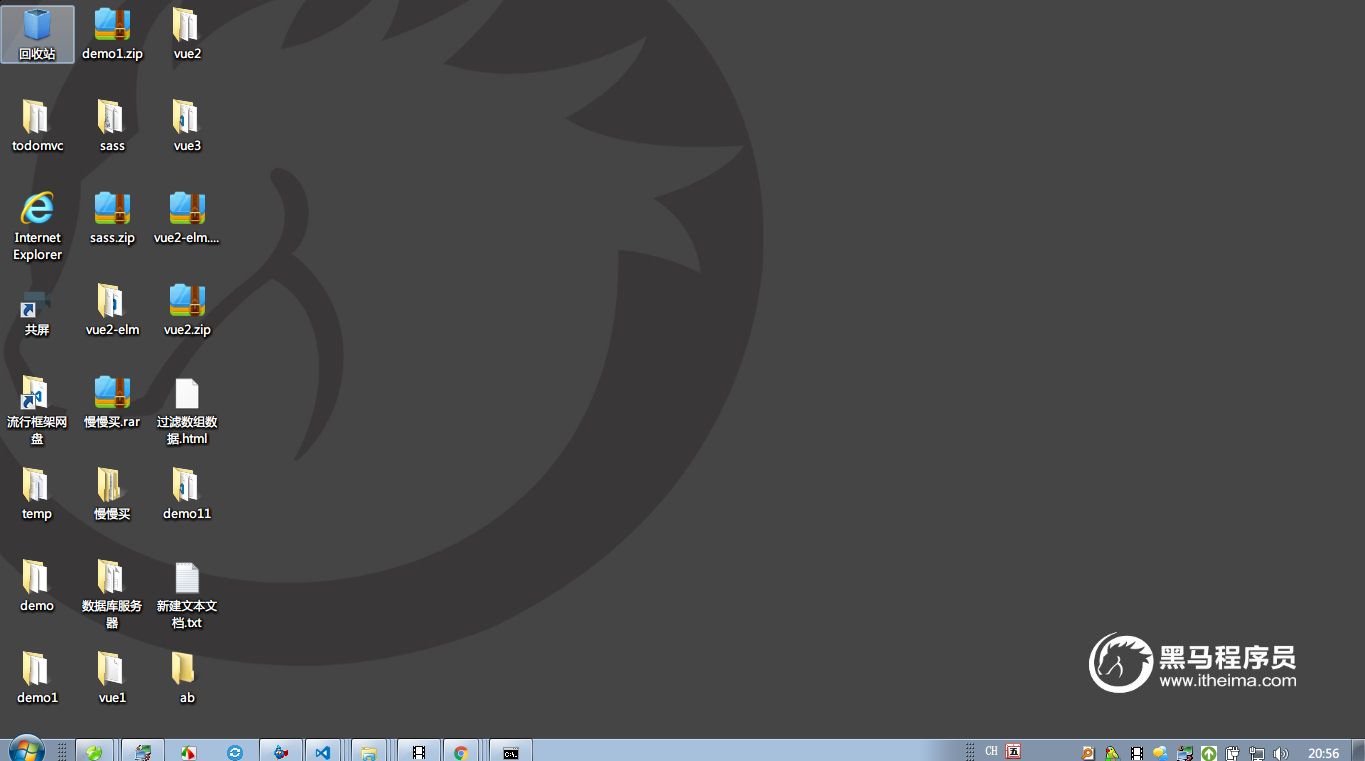 回收站
demo1.zip
vue2
todomvc
sass
vue3
Internet
Explorer
sass.zip
vue2-elm....
共屏
vue2-elm
vue2.zip
流行框架网
盘
慢慢买.rar
过滤数组数
据.html
temp
慢慢买
demo11
demo
数据库服务
器
新建文本文
档.txt
demo1
vue1
ab
黑马程序员
www.itheima.com
C:\.
CH
五
20:56